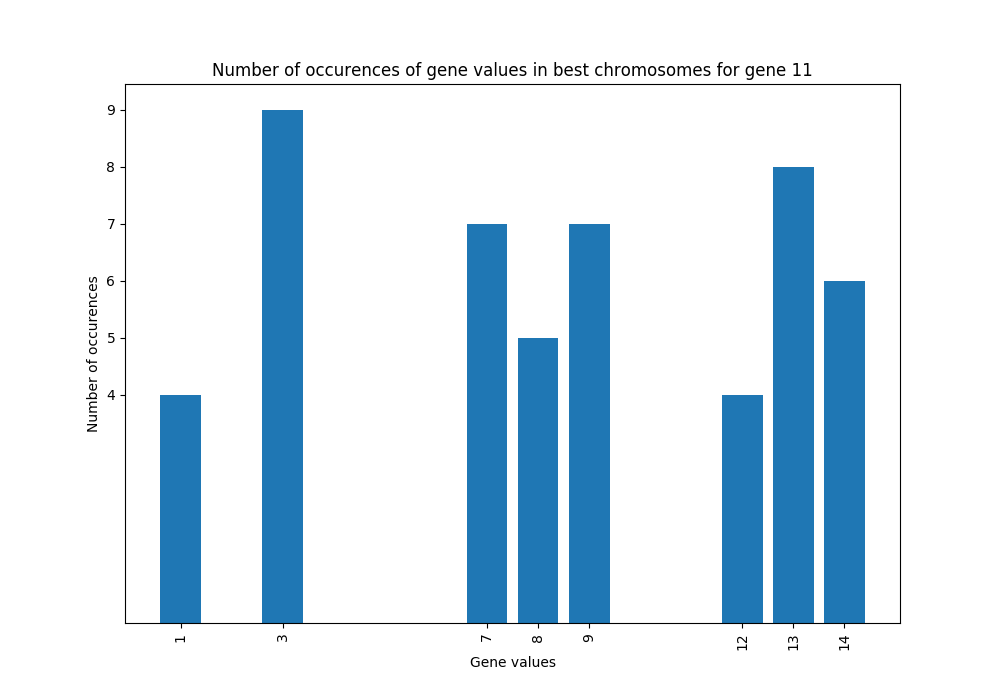 Number of occurences of gene values in best chromosomes for gene 11
9
8
7
6
5
4
Number of occurences
1 3 7 8 9 12 13 14
Gene values